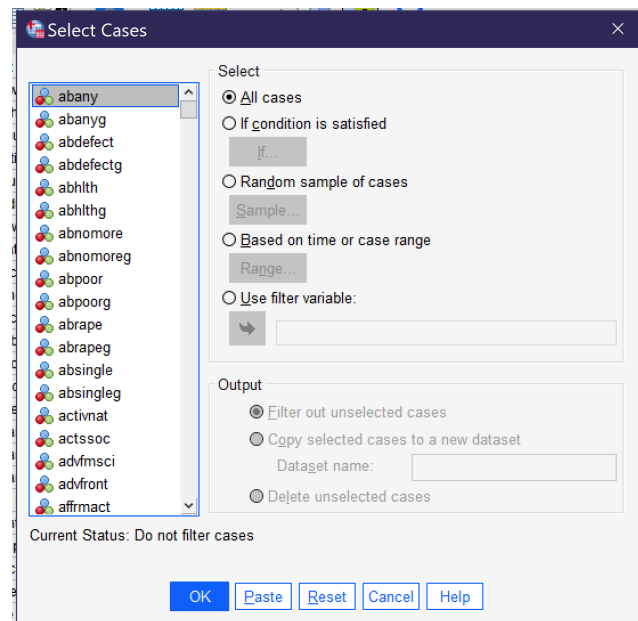 Select Cases
abany
abanyg
abdefect
abdefectg
abhlth
abhlthg
abnomore
abnomoreg
abpoor
abpoorg
abrape
abrapeg
absingle
absingleg
activnat
actssoc
advfmsci
advfront
affrmact
Select
All cases
If condition is satisfied
If...
Random sample of cases
Sample...
Based on time or case range
Range...
Use filter variable:
Output
Filter out unselected cases
Copy selected cases to a new dataset
Dataset name:
Delete unselected cases
Current Status: Do not filter cases
OK Paste Reset Cancel Help